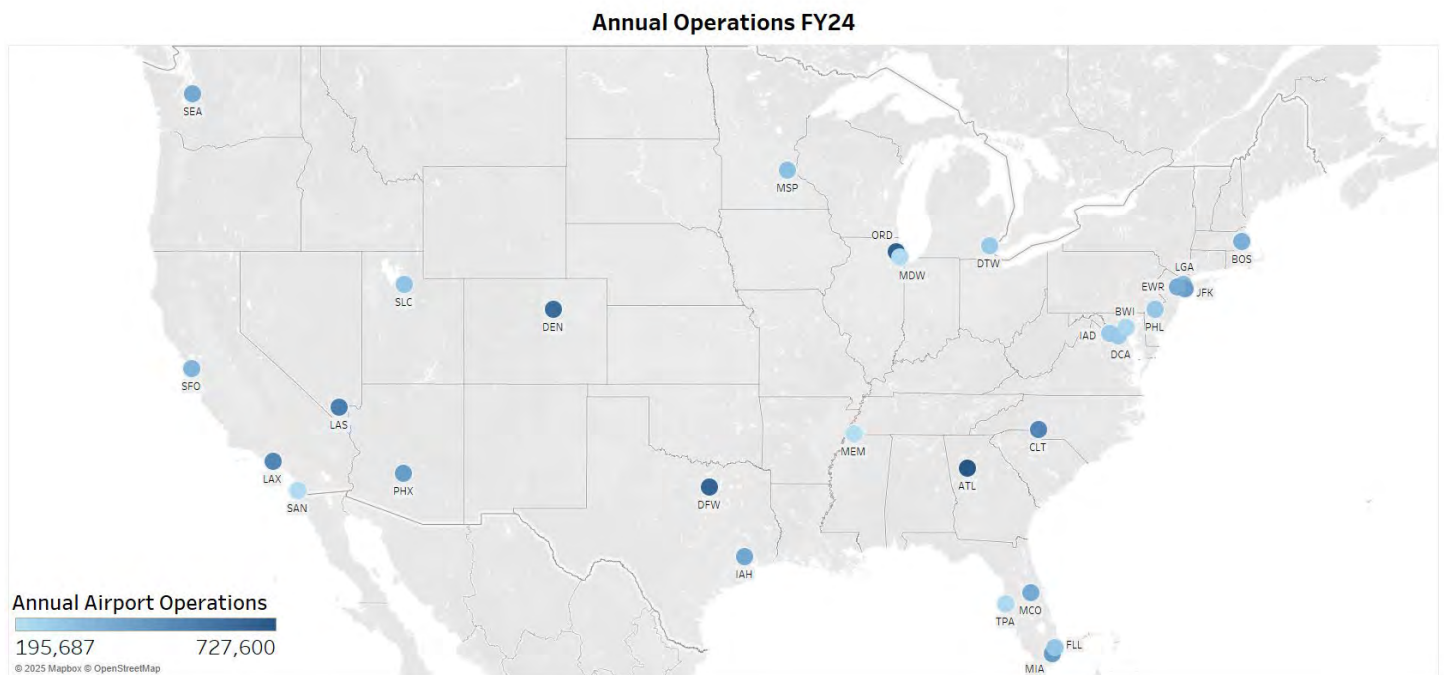 Annual Operations FY24
SEA
MSP
ORD
MDW
DTW
BOS
LGA
EWR
JFK
SLC
DEN
BWI
PHL
IAD
DCA
SFO
LAS
MEM
CLT
LAX
PHX
ATL
SAN
DFW
IAH
MCO
TPA
FLL
MIA
Annual Airport Operations
195,687 727,600
© 2025 Mapbox © OpenStreetMap